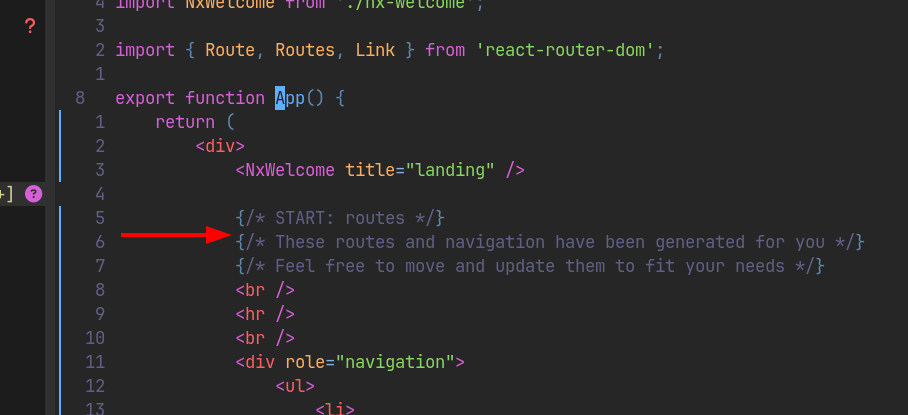 4 import NxWelcome from './nx-welcome';
?
3
2 import { Route, Routes, Link } from 'react-router-dom';
1
8 export function App() {
1 return (
2 <div>
3 <NxWelcome title="landing" />
+] ? 4
5 {/* START: routes */}
6 {/* These routes and navigation have been generated for you */}
7 {/* Feel free to move and update them to fit your needs */}
8 <br />
9 <hr />
10 <br />
11 <div role="navigation">
12 <ul>
13 <li>